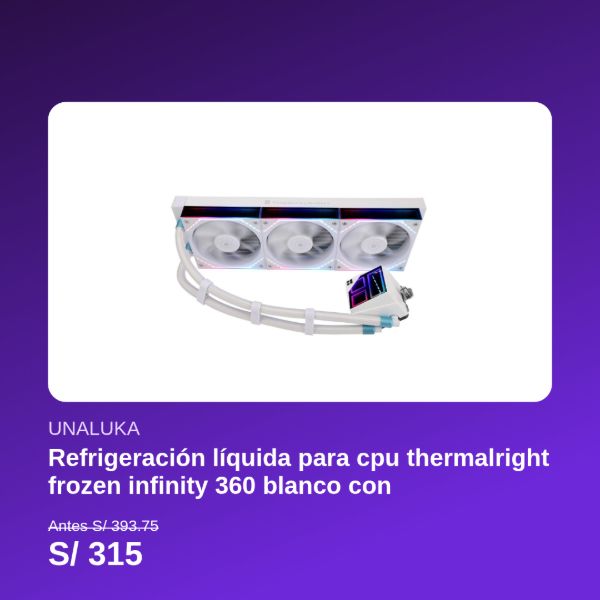 UNALUKA
Refrigeración líquida para cpu thermalright
frozen infinity 360 blanco con
Antes S/ 393.75
S/ 315